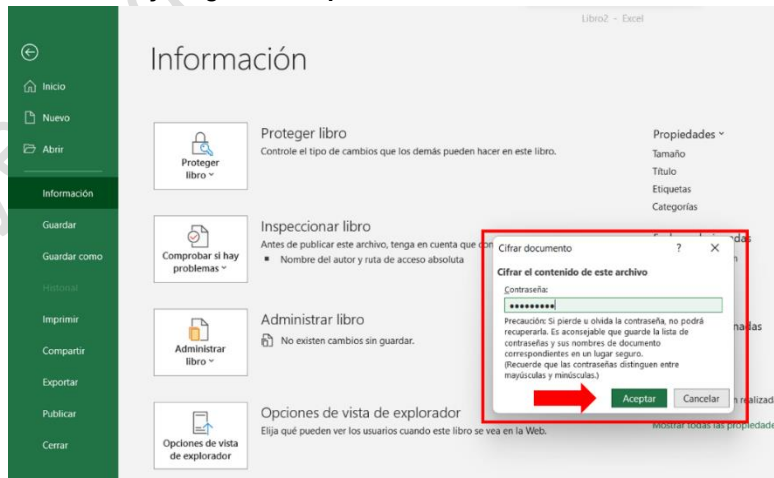 Libro2 - Excel
Información
Inicio
Nuevo
Abrir
Información
Guardar
Guardar como
Historial
Imprimir
Compartir
Exportar
Publicar
Cerrar
Proteger
libro
Proteger libro
Controle el tipo de cambios que los demás pueden hacer en este libro.
Comprobar si hay
problemas
Inspeccionar libro
Antes de publicar este archivo, tenga en cuenta que
Nombre del autor y ruta de acceso absoluta
Administrar
libro
Administrar libro
No existen cambios sin guardar.
Opciones de vista
de explorador
Opciones de vista de explorador
Elija qué pueden ver los usuarios cuando este libro se vea en la Web.
Propiedades
Tamaño
Título
Etiquetas
Categorías
Cifrar documento ? X
Cifrar el contenido de este archivo
Contraseña:
•••••••••
Precaución: Si pierde u olvida la contraseña, no podrá
recuperarla. Es aconsejable que guarde la lista de
contraseñas y sus nombres de documento
correspondientes en un lugar seguro.
(Recuerde que las contraseñas distinguen entre
mayúsculas y minúsculas.)
Aceptar Cancelar
Mostrar todas las propiedade